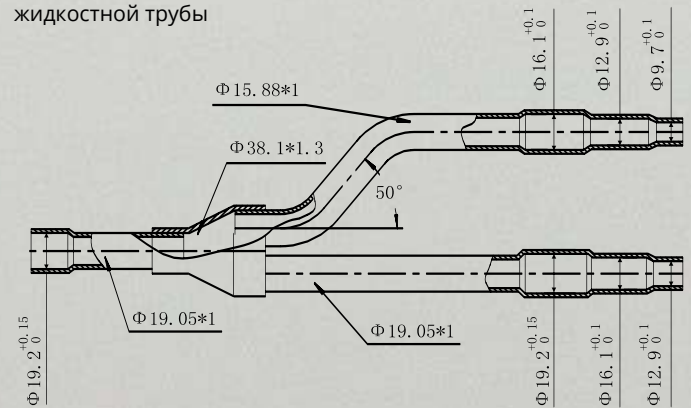 жидкостной трубы
Φ16.1 +0.1 0
Φ12.9 +0.1 0
Φ9.7 +0.1 0
Φ15.88*1
Φ38.1*1.3
50°
Φ19.05*1
Φ19.05*1
Φ19.2 +0.15 0
Φ19.2 +0.15 0
Φ16.1 +0.1 0
Φ12.9 +0.1 0